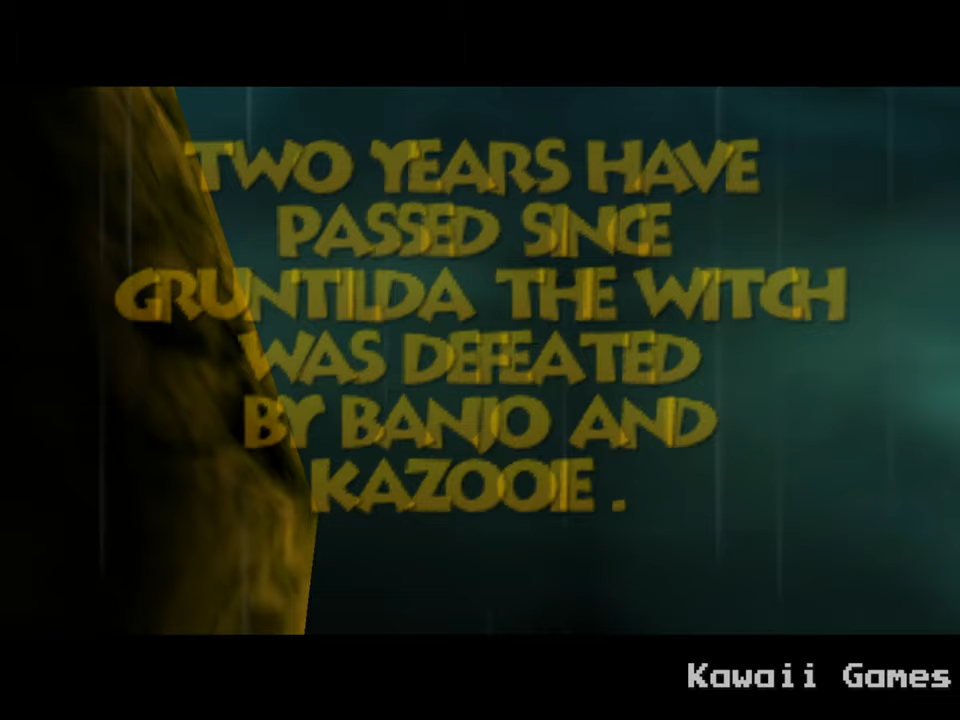 TWO YEARS HAVE
PASSED SINCE
GRUNTILDA THE WITCH
WAS DEFEATED
BY BANJO AND
KAZOOIE .
Kawaii Games